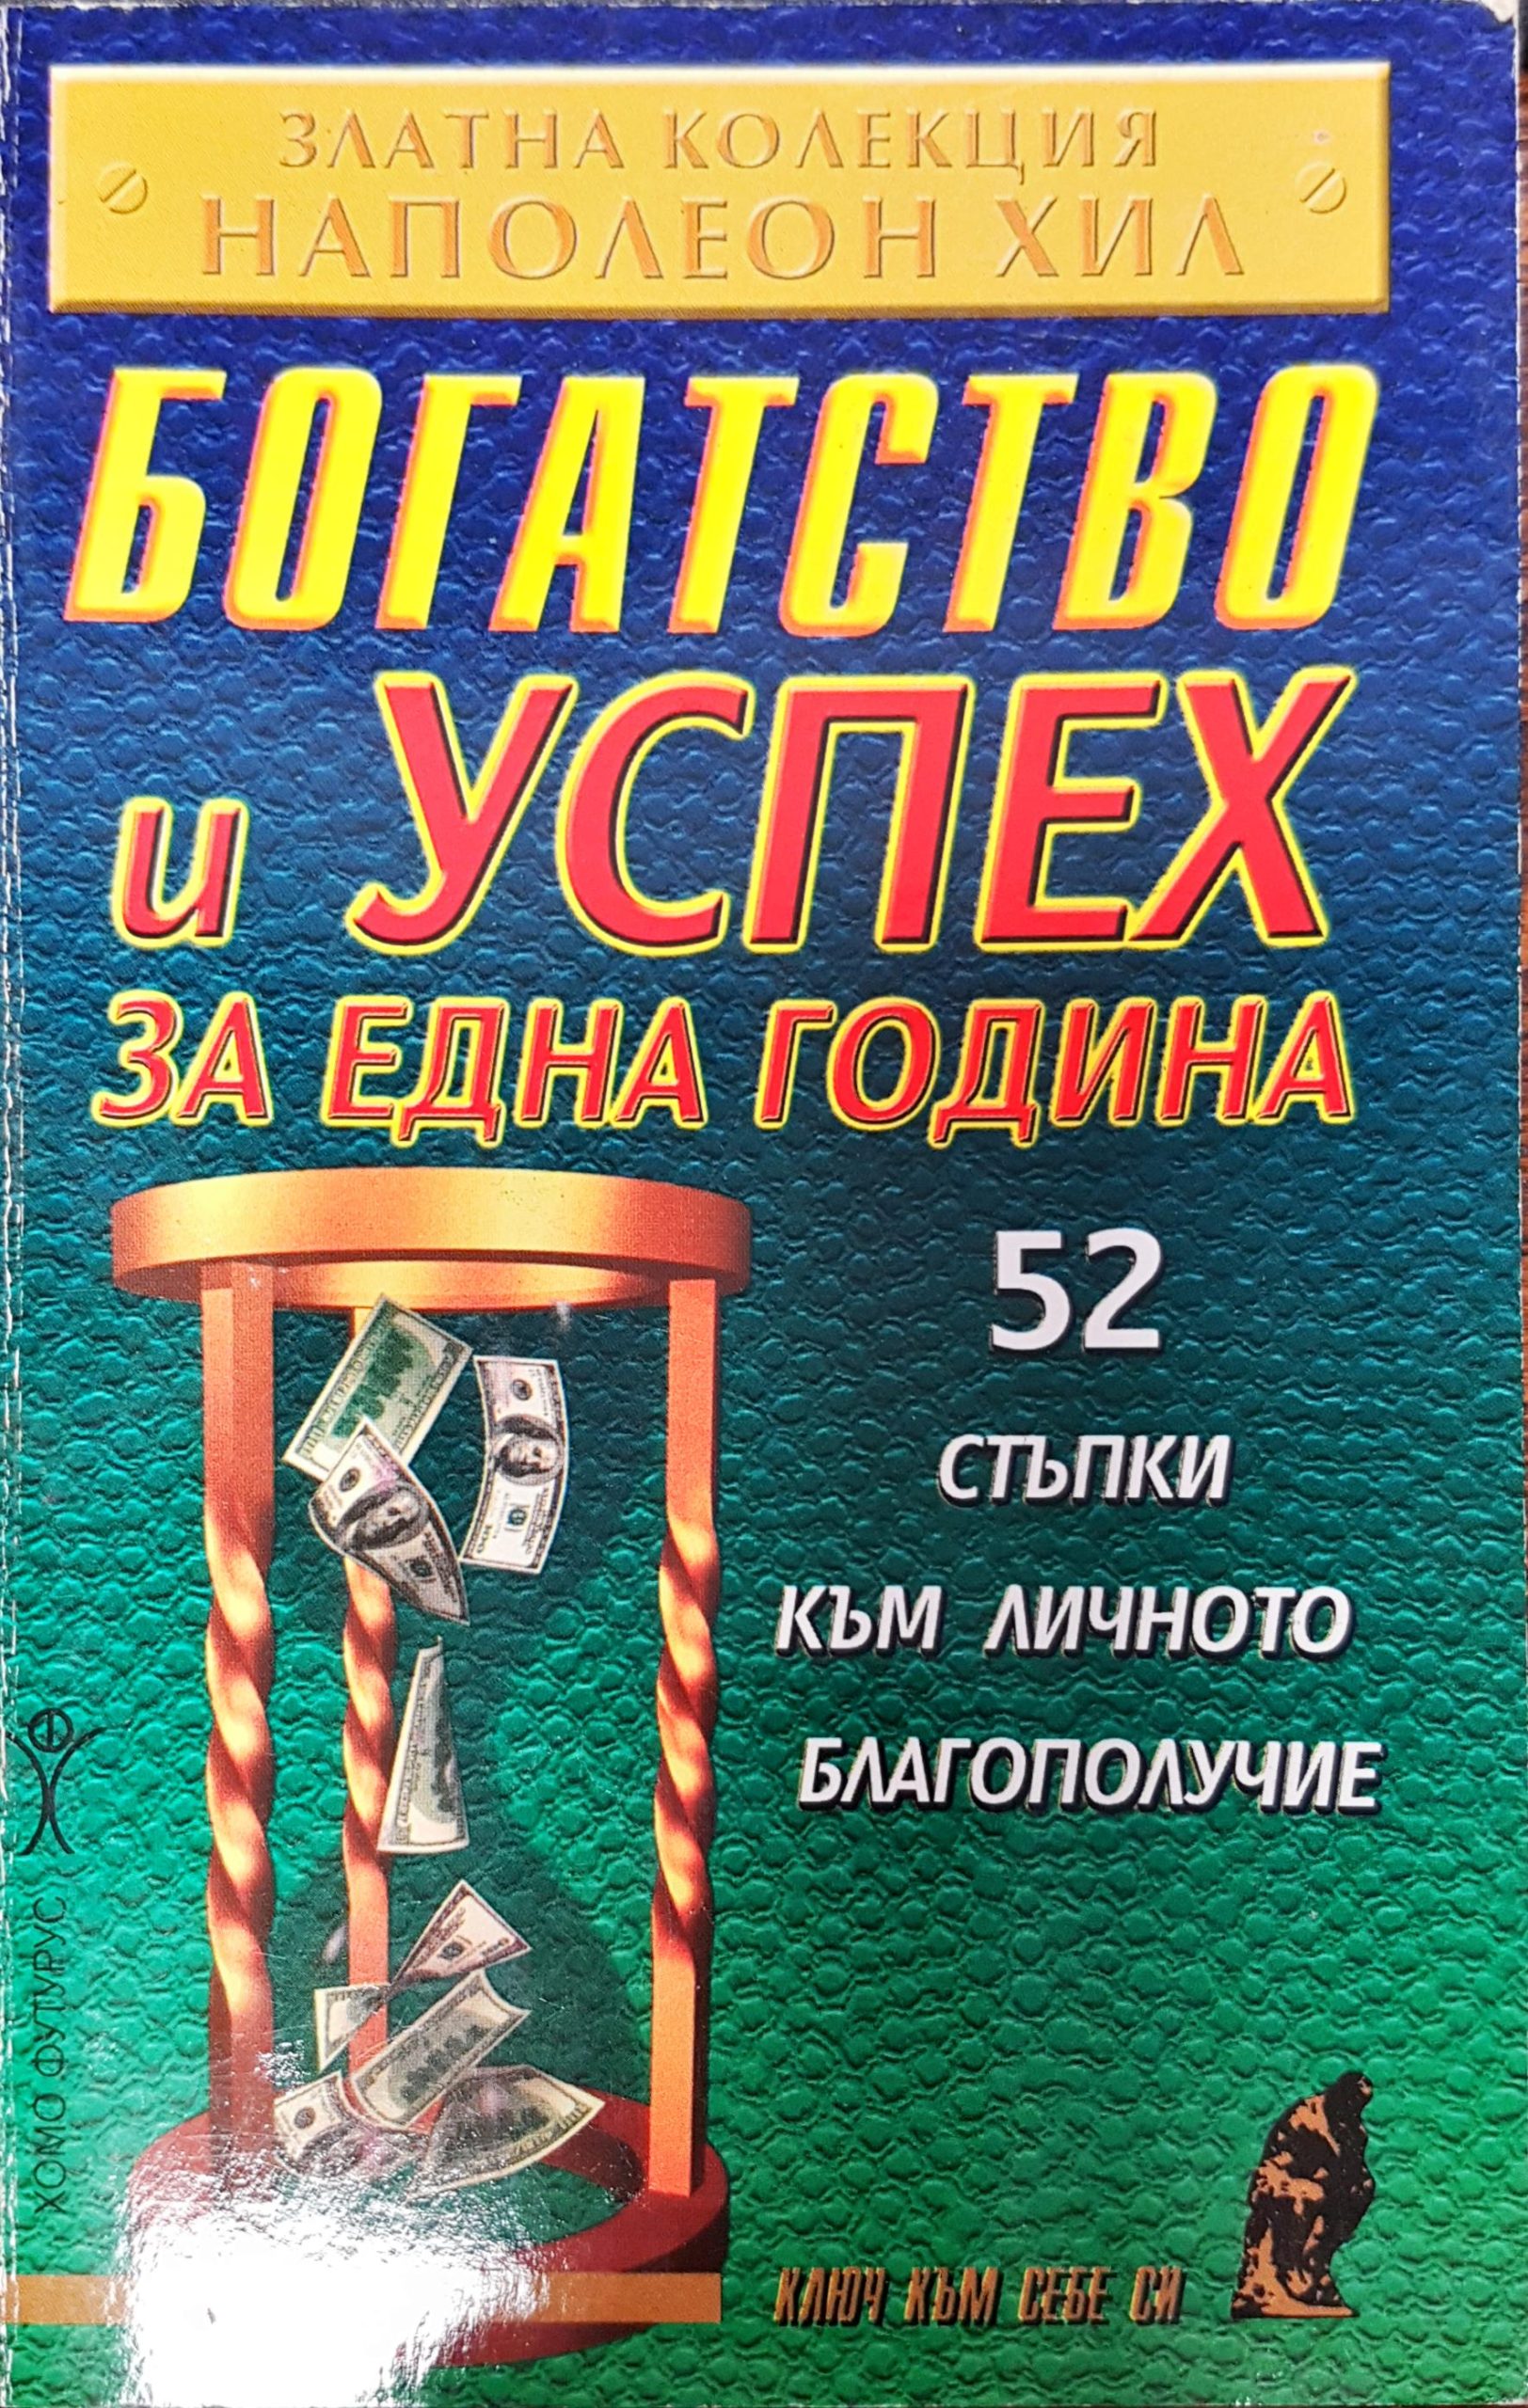 ЗЛАТНА КОЛЕКЦИЯ
НАПОЛЕОН ХИЛ
БОГАТСТВО
и УСПЕХ
ЗА ЕДНА ГОДИНА
52
СТЪПКИ
КЪМ ЛИЧНОТО
БЛАГОПОЛУЧИЕ
ХОМО ФУТУРУС
КЛЮЧ КЪМ СЕБЕ СИ